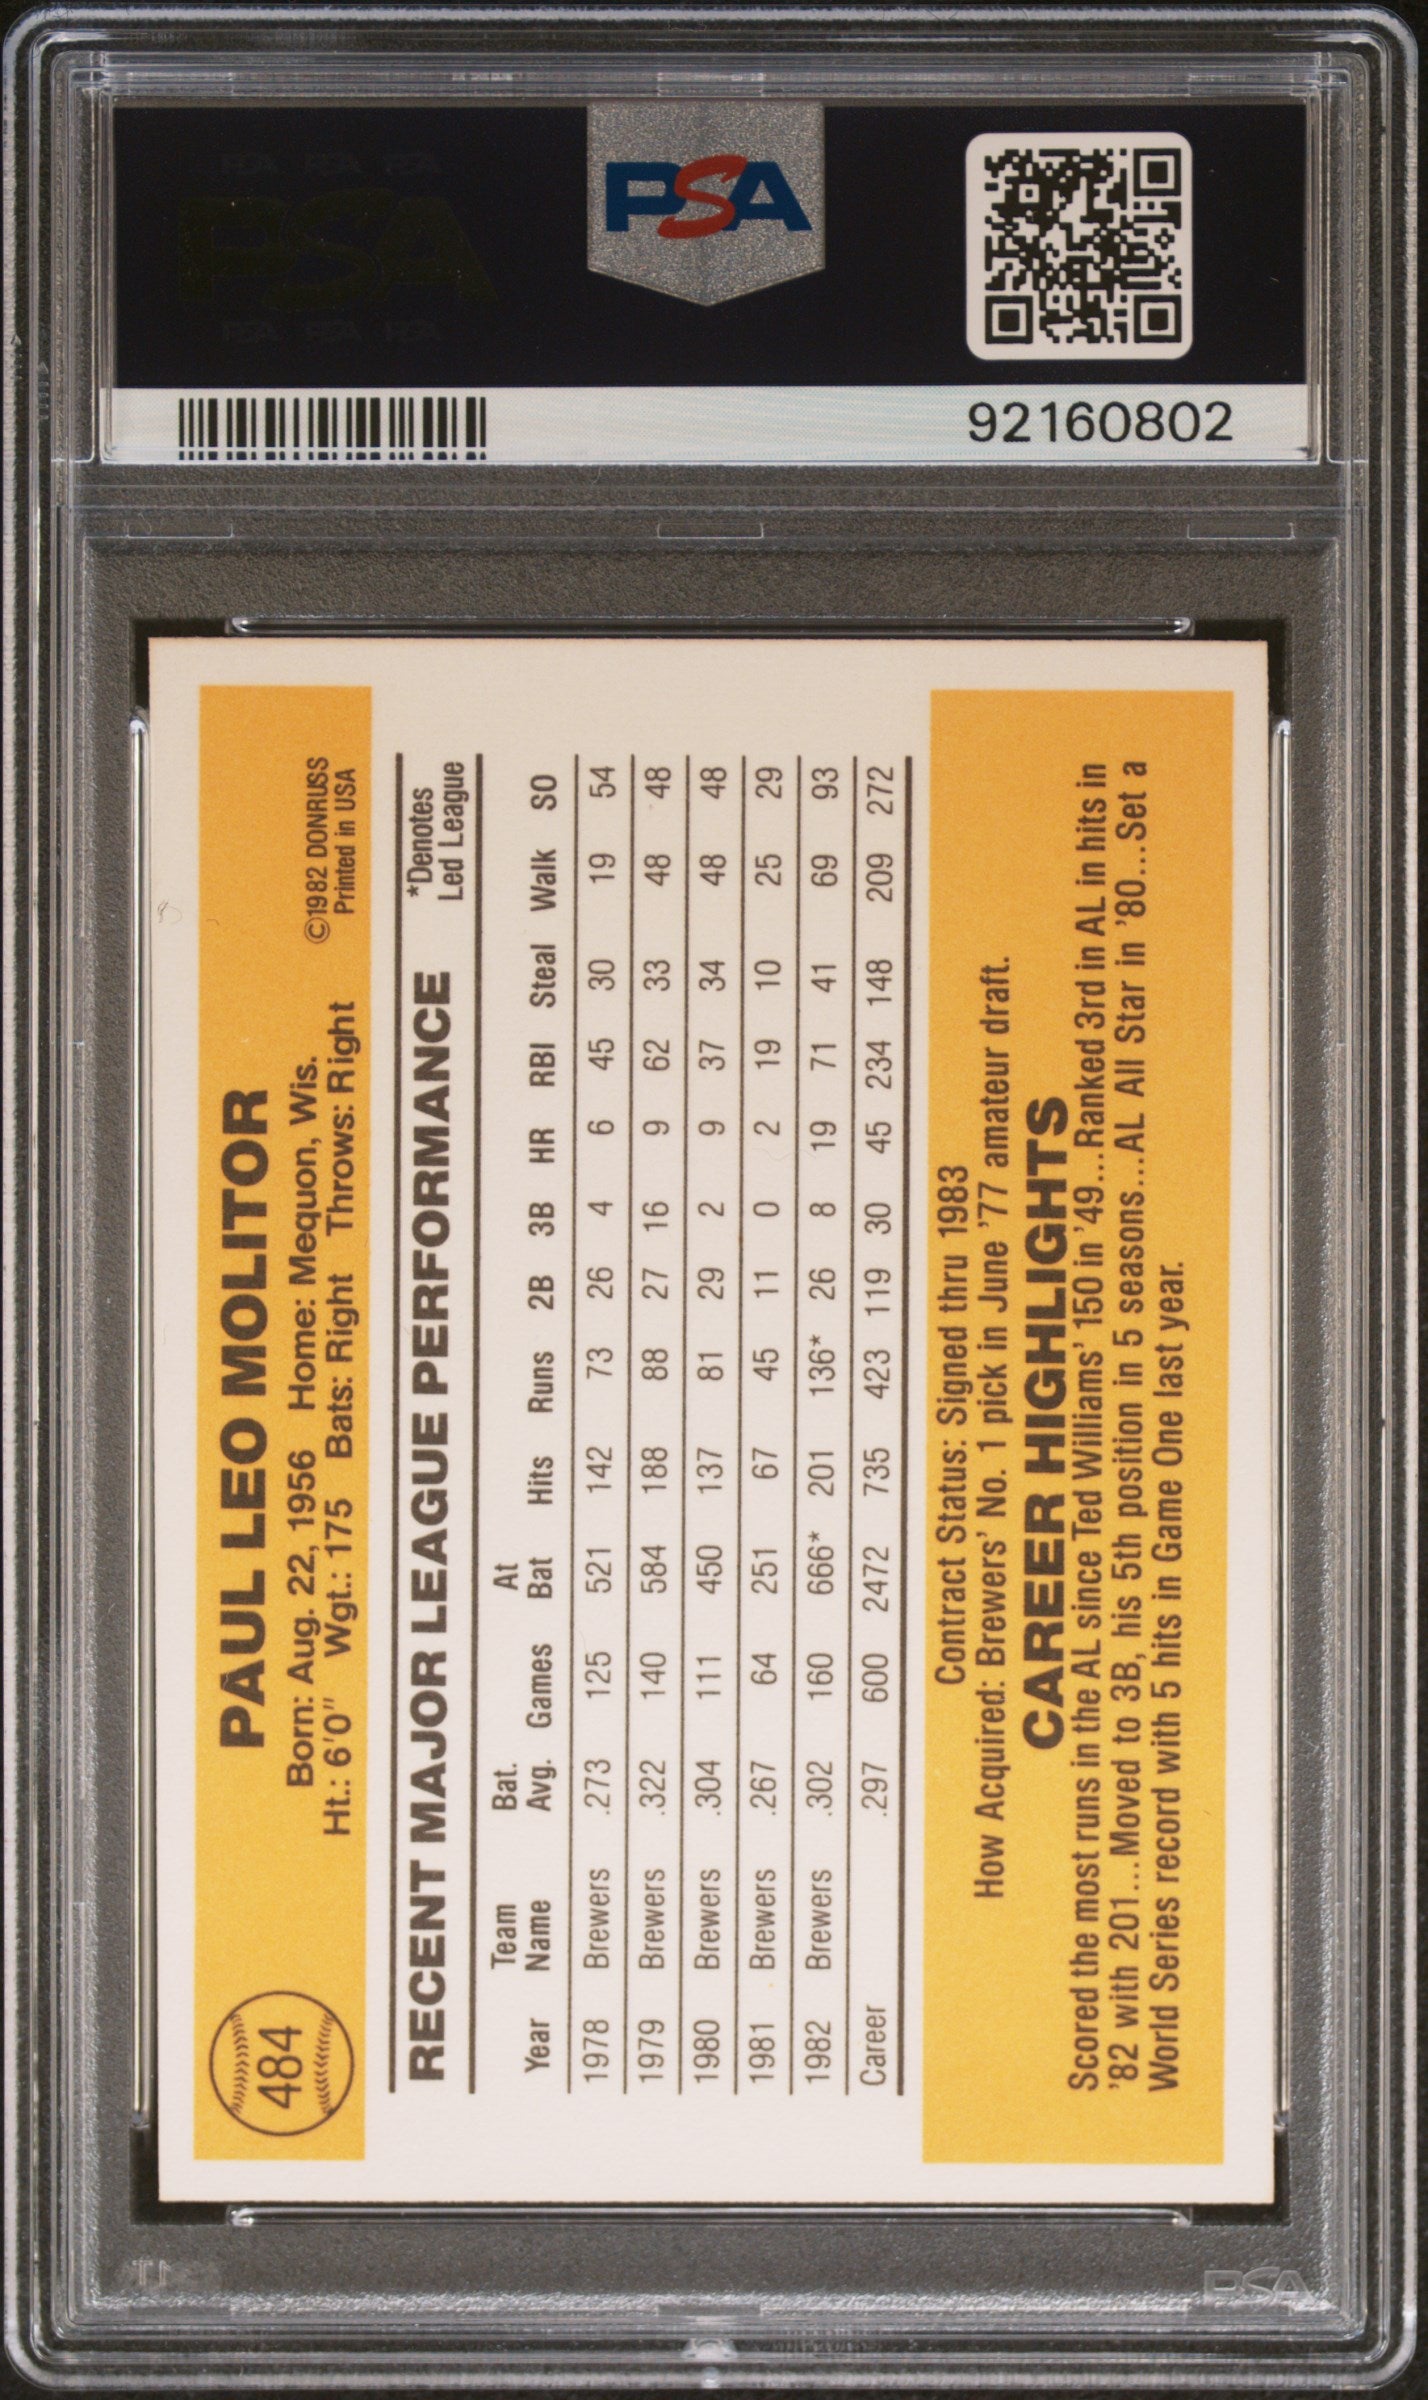 PSA
92160802
484
PAUL LEO MOLITOR
Born: Aug. 22, 1956 Home: Mequon, Wis.
Ht.: 6'0" Wgt.: 175 Bats: Right Throws: Right
©1982 DONRUSS
Printed in USA
RECENT MAJOR LEAGUE PERFORMANCE
*Denotes
Led League
Year Team Name Bat. Avg. Games At Bat Hits Runs 2B 3B HR RBI Steal Walk SO
1978 Brewers .273 125 521 142 73 26 4 6 45 30 19 54
1979 Brewers .322 140 584 188 88 27 16 9 62 33 48 48
1980 Brewers .304 111 450 137 81 29 2 9 37 34 48 48
1981 Brewers .267 64 251 67 45 11 0 2 19 10 25 29
1982 Brewers .302 160 666* 201 136* 26 8 19 71 41 69 93
Career .297 600 2472 735 423 119 30 45 234 148 209 272
Contract Status: Signed thru 1983
How Acquired: Brewers' No. 1 pick in June '77 amateur draft.
CAREER HIGHLIGHTS
Scored the most runs in the AL since Ted Williams' 150 in '49...Ranked 3rd in AL in hits in
'82 with 201...Moved to 3B, his 5th position in 5 seasons...AL All Star in '80...Set a
World Series record with 5 hits in Game One last year.
PSA